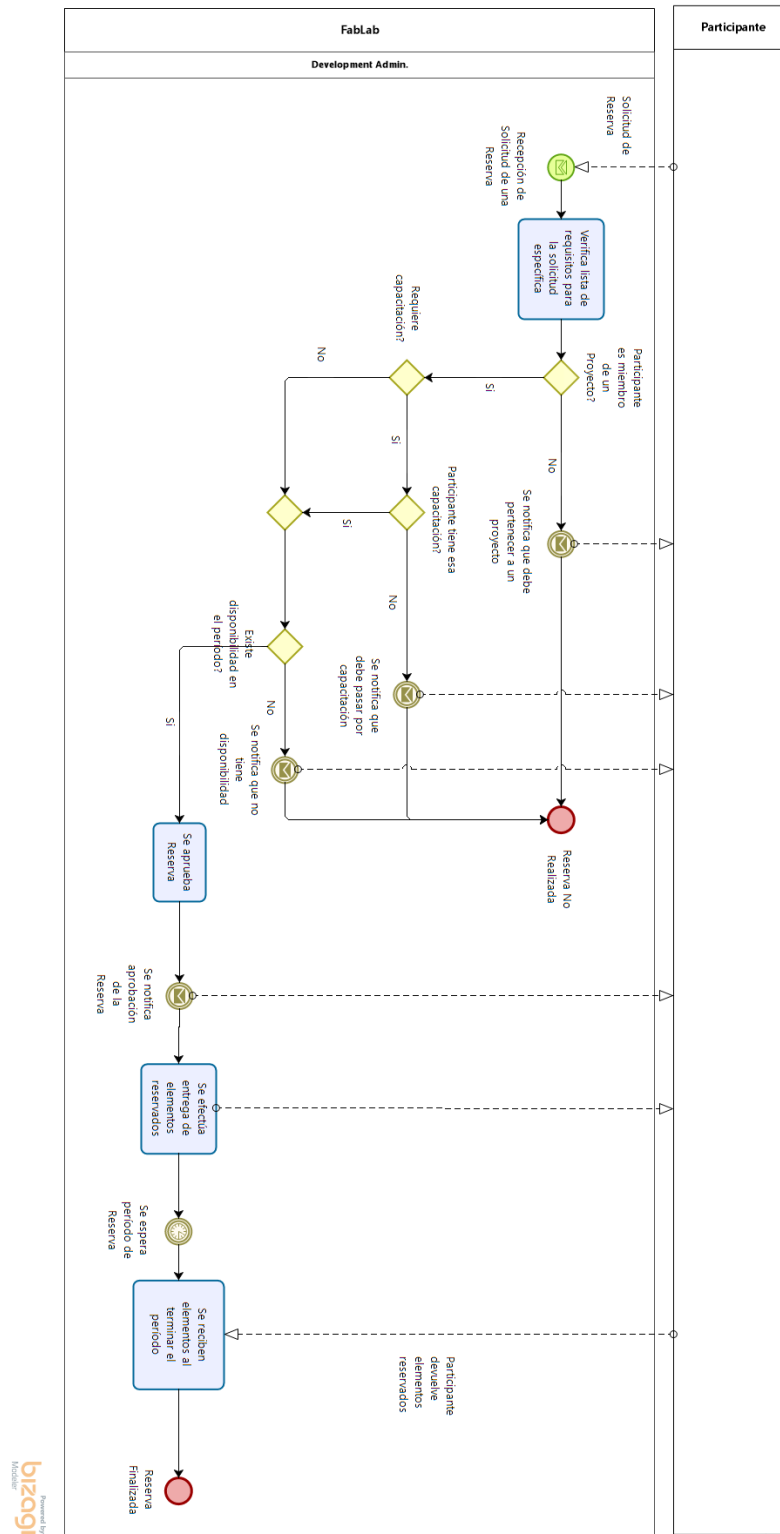 FabLab
Participante
Development Admin.
Solicitud de
Reserva
Recepción de
Solicitud de una
Reserva
Verifica lista de
requisitos para
la solicitud
específica
Participante
es miembro
de un
Proyecto?
Requiere
capacitación?
No
Si
Si
No
Participante tiene esa
capacitación?
Si
No
Se notifica que debe
pertenecer a un
proyecto
Existe
disponibilidad en
el período?
Si
No
Se notifica que
debe pasar por
capacitación
Se notifica que no
tiene
disponibilidad
Reserva No
Realizada
Se aprueba
Reserva
Se notifica
aprobación
de la
Reserva
Se efectúa
entrega de
elementos
reservados
Se espera
período de
Reserva
Se reciben
elementos al
terminar el
período
Participante
devuelve
elementos
reservados
Reserva
Finalizada
Powered by
bizagi
Modeler